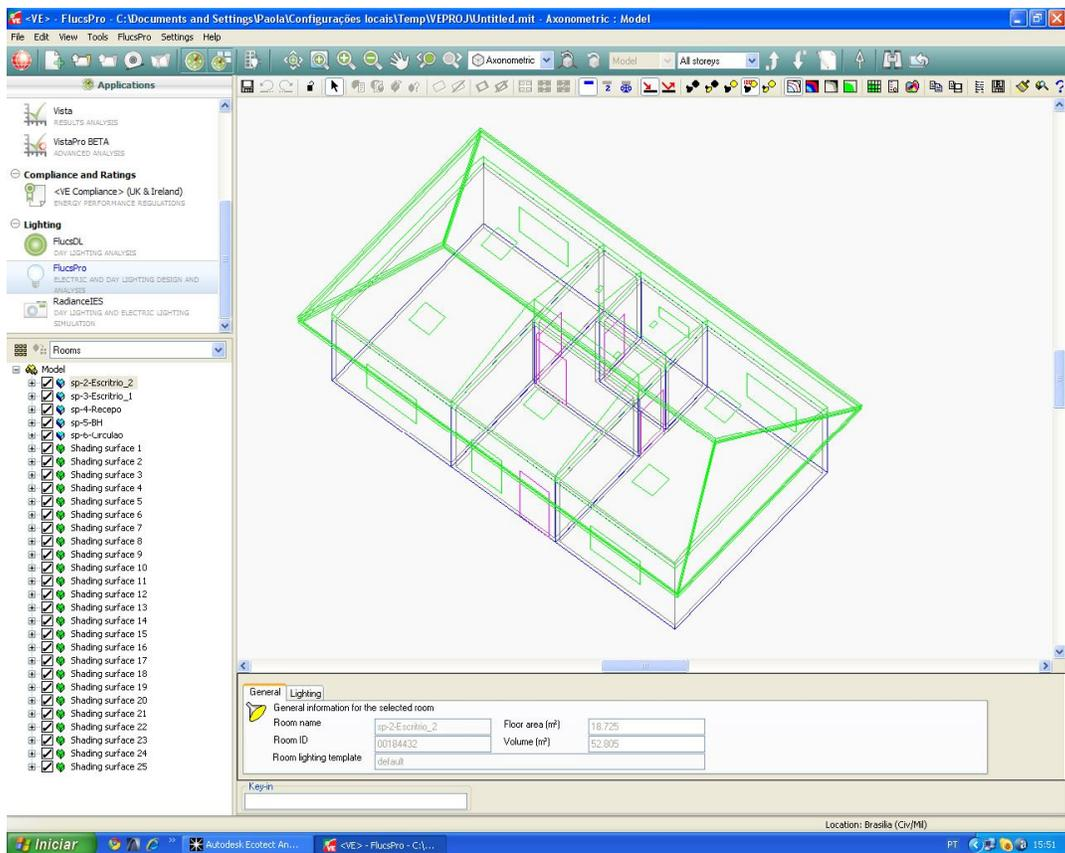 <VE> - FlucsPro - C:\Documents and Settings\Paola\Configurações locais\Temp\VEPROJ\Untitled.mit - Axonometric : Model
File Edit View Tools FlucsPro Settings Help
Axonometric Model All storeys
Applications
Vista
RESULTS ANALYSIS
VistaPro BETA
ADVANCED ANALYSIS
Compliance and Ratings
<VE Compliance> (UK & Ireland)
ENERGY PERFORMANCE REGULATIONS
Lighting
FlucsDL
DAY LIGHTING ANALYSIS
FlucsPro
ELECTRIC AND DAY LIGHTING DESIGN AND
ANALYSIS
RadianceIES
DAY LIGHTING AND ELECTRIC LIGHTING
SIMULATION
Rooms
Model
sp-2-Escritrio_2
sp-3-Escritrio_1
sp-4-Recepo
sp-5-BH
sp-6-Circulao
Shading surface 1
Shading surface 2
Shading surface 3
Shading surface 4
Shading surface 5
Shading surface 6
Shading surface 7
Shading surface 8
Shading surface 9
Shading surface 10
Shading surface 11
Shading surface 12
Shading surface 13
Shading surface 14
Shading surface 15
Shading surface 16
Shading surface 17
Shading surface 18
Shading surface 19
Shading surface 20
Shading surface 21
Shading surface 22
Shading surface 23
Shading surface 24
Shading surface 25
General Lighting
General information for the selected room
Room name sp-2-Escritrio_2 Floor area (m²) 18.725
Room ID 00184432 Volume (m³) 52.805
Room lighting template default
Key-in
Location: Brasilia (Civ/Mil)
Iniciar » Autodesk Ecotect An... <VE> - FlucsPro - C:\... PT 15:51